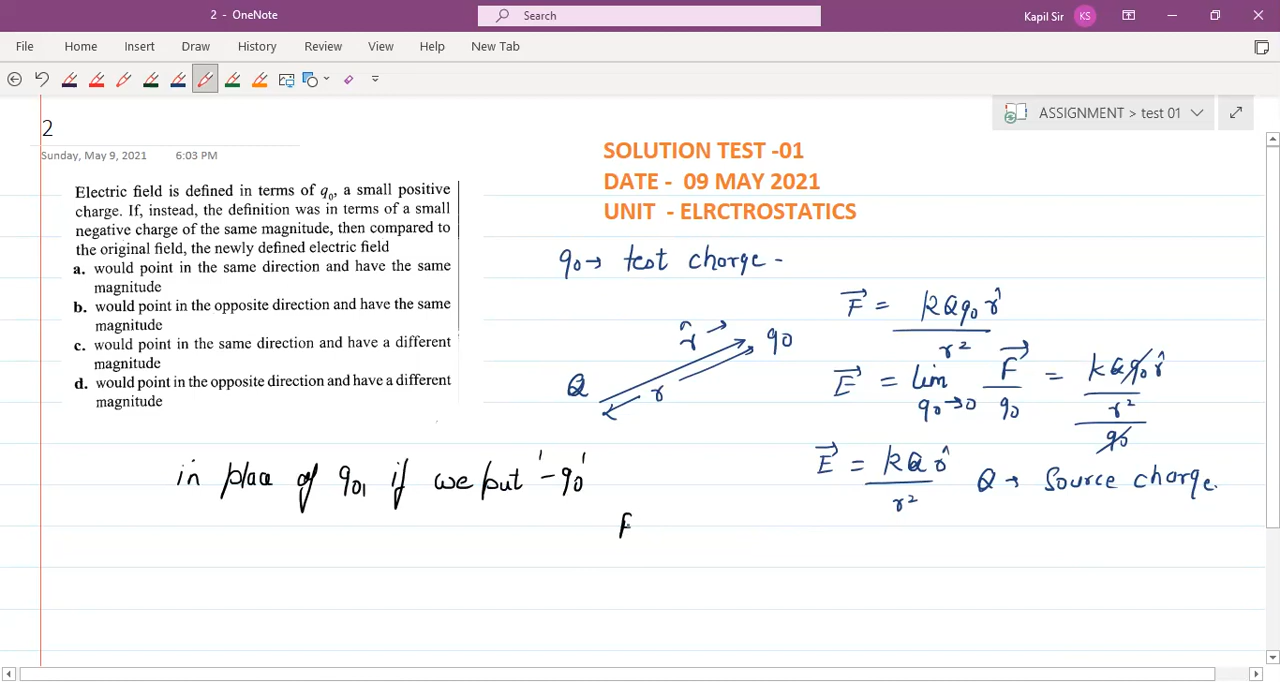 2 - OneNote
Search
Kapil Sir
KS
File Home Insert Draw History Review View Help New Tab
ASSIGNMENT > test 01
2
Sunday, May 9, 2021 6:03 PM
SOLUTION TEST -01
DATE - 09 MAY 2021
UNIT - ELRCTROSTATICS
Electric field is defined in terms of q₀, a small positive
charge. If, instead, the definition was in terms of a small
negative charge of the same magnitude, then compared to
the original field, the newly defined electric field
a. would point in the same direction and have the same
magnitude
b. would point in the opposite direction and have the same
magnitude
c. would point in the same direction and have a different
magnitude
d. would point in the opposite direction and have a different
magnitude
q₀→ test charge -
F⃗ = kQq₀ r̂ / r²
Q r r̂ → q₀
E⃗ = lim q₀→0 F⃗ / q₀ = kQq₀ r̂ / r² / q₀
E⃗ = kQ r̂ / r² Q → Source charge.
in place of q₀, if we put '-q₀'
F